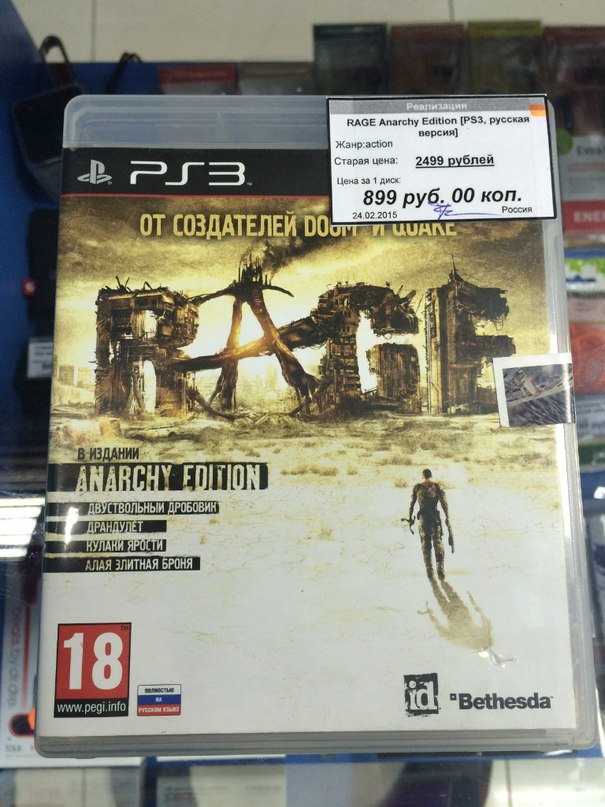 Реализация
RAGE Anarchy Edition [PS3, русская
версия]
Жанр:action
Старая цена: 2499 рублей
Цена за 1 диск:
899 руб. 00 коп.
24.02.2015 Россия
PS3
ОТ СОЗДАТЕЛЕЙ DOOM И QUAKE
RAGE
В ИЗДАНИИ
ANARCHY EDITION
ДВУСТВОЛЬНЫЙ ДРОБОВИК
ДРАНДУЛЕТ
КУЛАКИ ЯРОСТИ
АЛАЯ ЭЛИТНАЯ БРОНЯ
18
www.pegi.info
ПОЛНОСТЬЮ
НА
РУССКОМ ЯЗЫКЕ
id
Bethesda